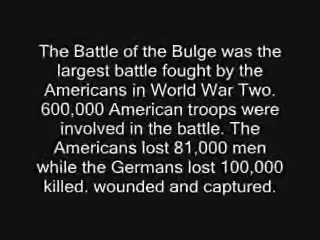 The Battle of the Bulge was the
largest battle fought by the
Americans in World War Two.
600,000 American troops were
involved in the battle. The
Americans lost 81,000 men
while the Germans lost 100,000
killed, wounded and captured.